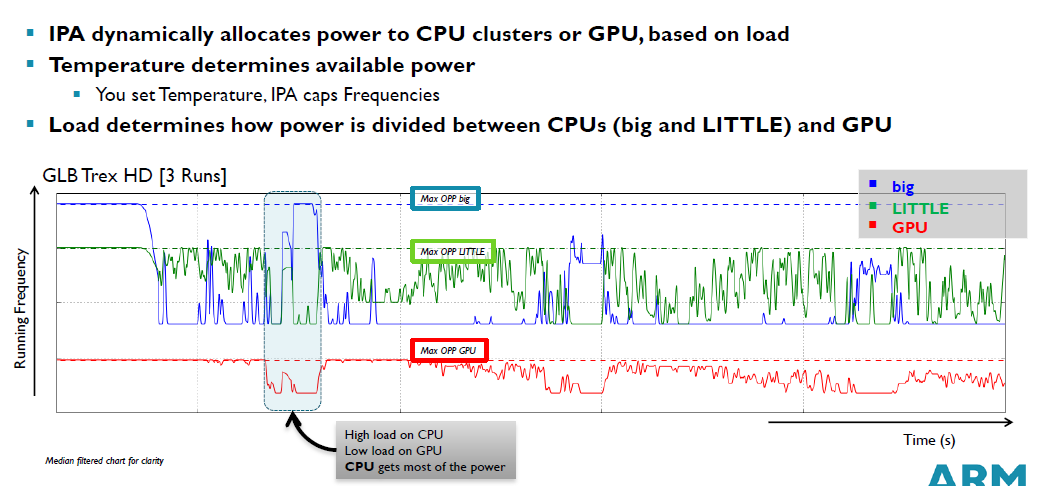 IPA dynamically allocates power to CPU clusters or GPU, based on load
Temperature determines available power
You set Temperature, IPA caps Frequencies
Load determines how power is divided between CPUs (big and LITTLE) and GPU
GLB Trex HD [3 Runs]
Max OPP big
big
LITTLE
GPU
Max OPP LITTLE
Running Frequency
Max OPP GPU
High load on CPU
Low load on GPU
CPU gets most of the power
Time (s)
Median filtered chart for clarity
ARM